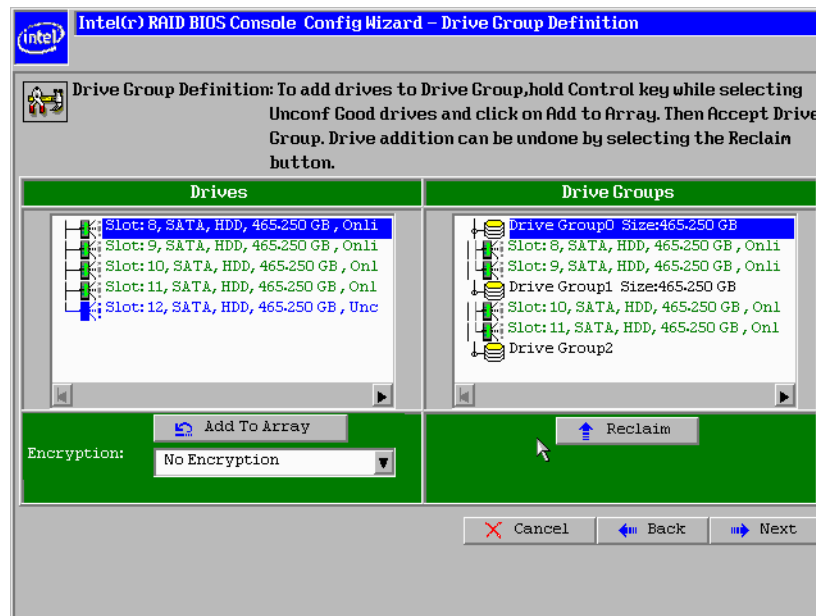 intel
Intel(r) RAID BIOS Console Config Wizard – Drive Group Definition
Drive Group Definition: To add drives to Drive Group,hold Control key while selecting
Unconf Good drives and click on Add to Array. Then Accept Drive
Group. Drive addition can be undone by selecting the Reclaim
button.
Drives
Slot: 8, SATA, HDD, 465.250 GB , Onli
Slot: 9, SATA, HDD, 465.250 GB , Onli
Slot: 10, SATA, HDD, 465.250 GB , Onl
Slot: 11, SATA, HDD, 465.250 GB , Onl
Slot: 12, SATA, HDD, 465.250 GB , Unc
Add To Array
Encryption:
No Encryption
Drive Groups
Drive Group0 Size:465.250 GB
Slot: 8, SATA, HDD, 465.250 GB , Onli
Slot: 9, SATA, HDD, 465.250 GB , Onli
Drive Group1 Size:465.250 GB
Slot: 10, SATA, HDD, 465.250 GB , Onl
Slot: 11, SATA, HDD, 465.250 GB , Onl
Drive Group2
Reclaim
Cancel
Back
Next